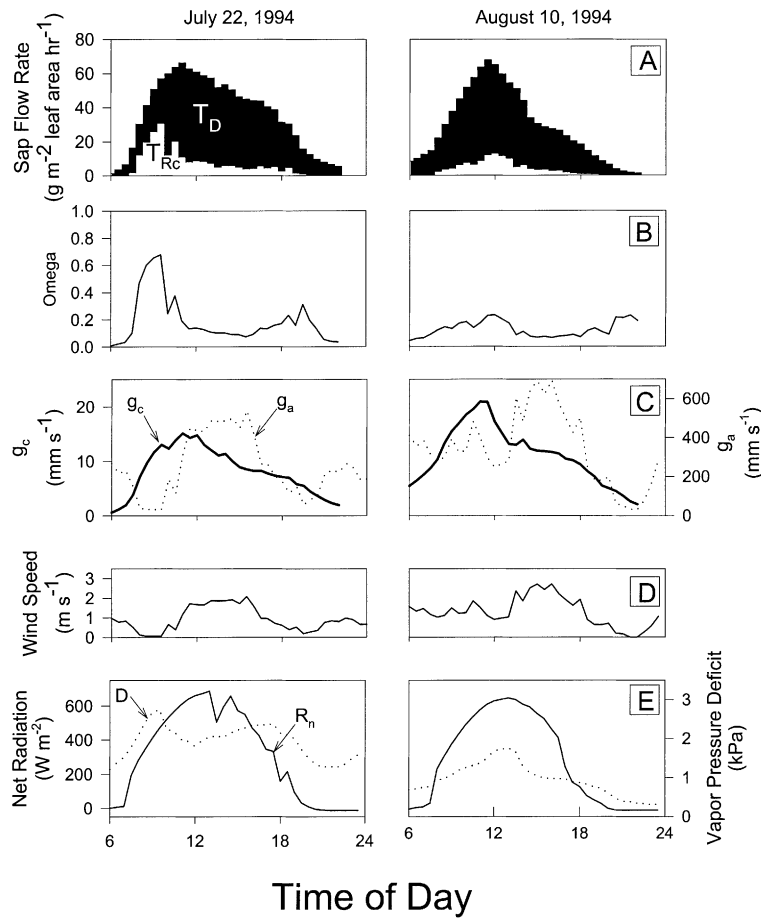 July 22, 1994
August 10, 1994
Sap Flow Rate
(g m-2 leaf area hr-1)
80
60
40
20
0
TD
TRc
A
Omega
1.0
0.8
0.6
0.4
0.2
0.0
B
gc
(mm s-1)
20
10
0
gc
ga
C
600
400
200
0
ga
(mm s-1)
Wind Speed
(m s-1)
3
2
1
0
D
Net Radiation
(W m-2)
600
400
200
0
D
Rn
E
3
2
1
0
Vapor Pressure Deficit
(kPa)
6
12
18
24
6
12
18
24
Time of Day